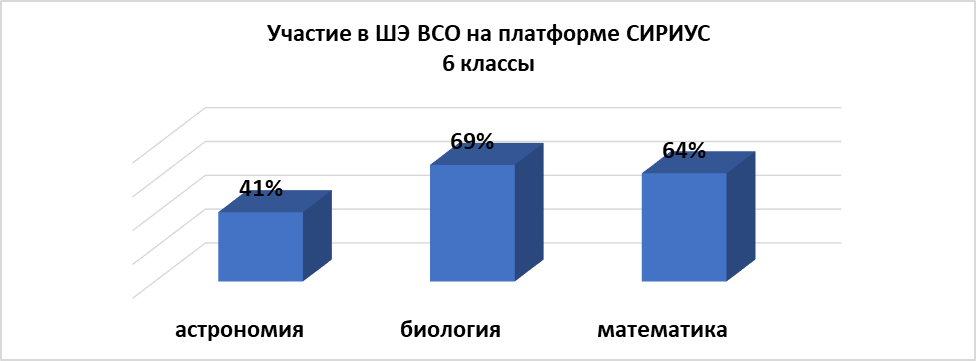 Участие в ШЭ ВСО на платформе СИРИУС
6 классы
69%
64%
41%
астрономия биология математика